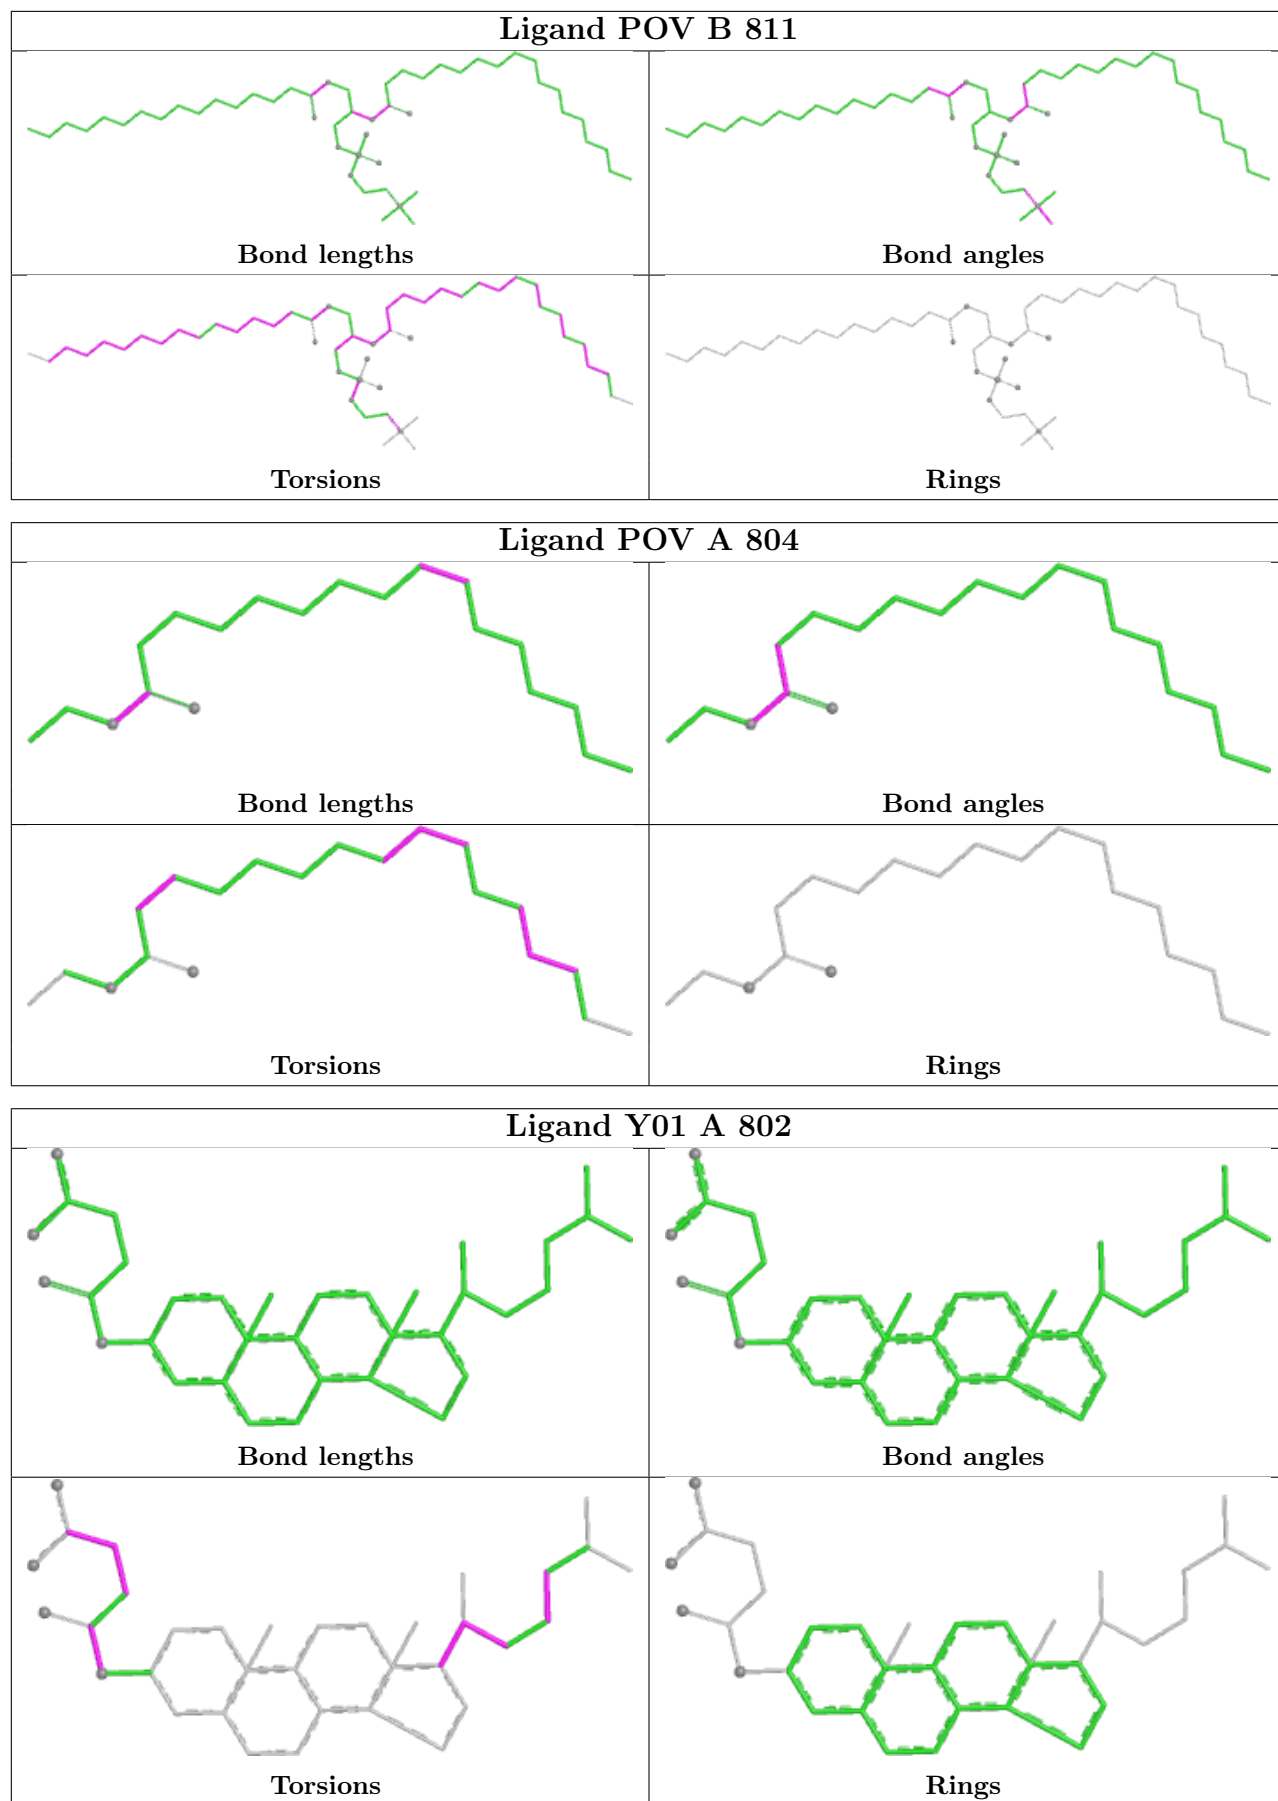 Ligand POV B 811
Bond lengths
Bond angles
Torsions
Rings
Ligand POV A 804
Bond lengths
Bond angles
Torsions
Rings
Ligand Y01 A 802
Bond lengths
Bond angles
Torsions
Rings